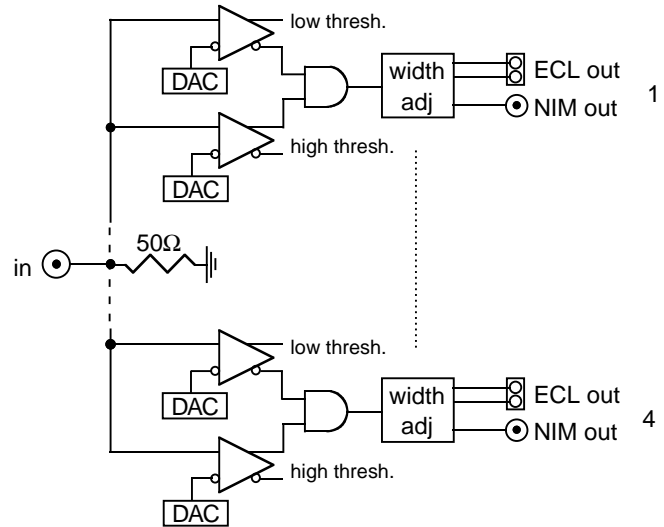 low thresh.
DAC
width
adj
ECL out
NIM out
1
DAC
high thresh.
in
50Ω
low thresh.
DAC
width
adj
ECL out
NIM out
4
DAC
high thresh.